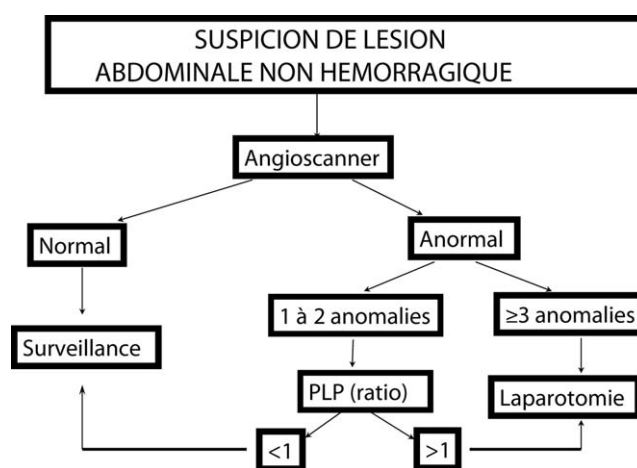 SUSPICION DE LESION
ABDOMINALE NON HEMORRAGIQUE
Angioscanner
Normal
Anormal
1 à 2 anomalies
≥3 anomalies
Surveillance
PLP (ratio)
Laparotomie
<1
>1